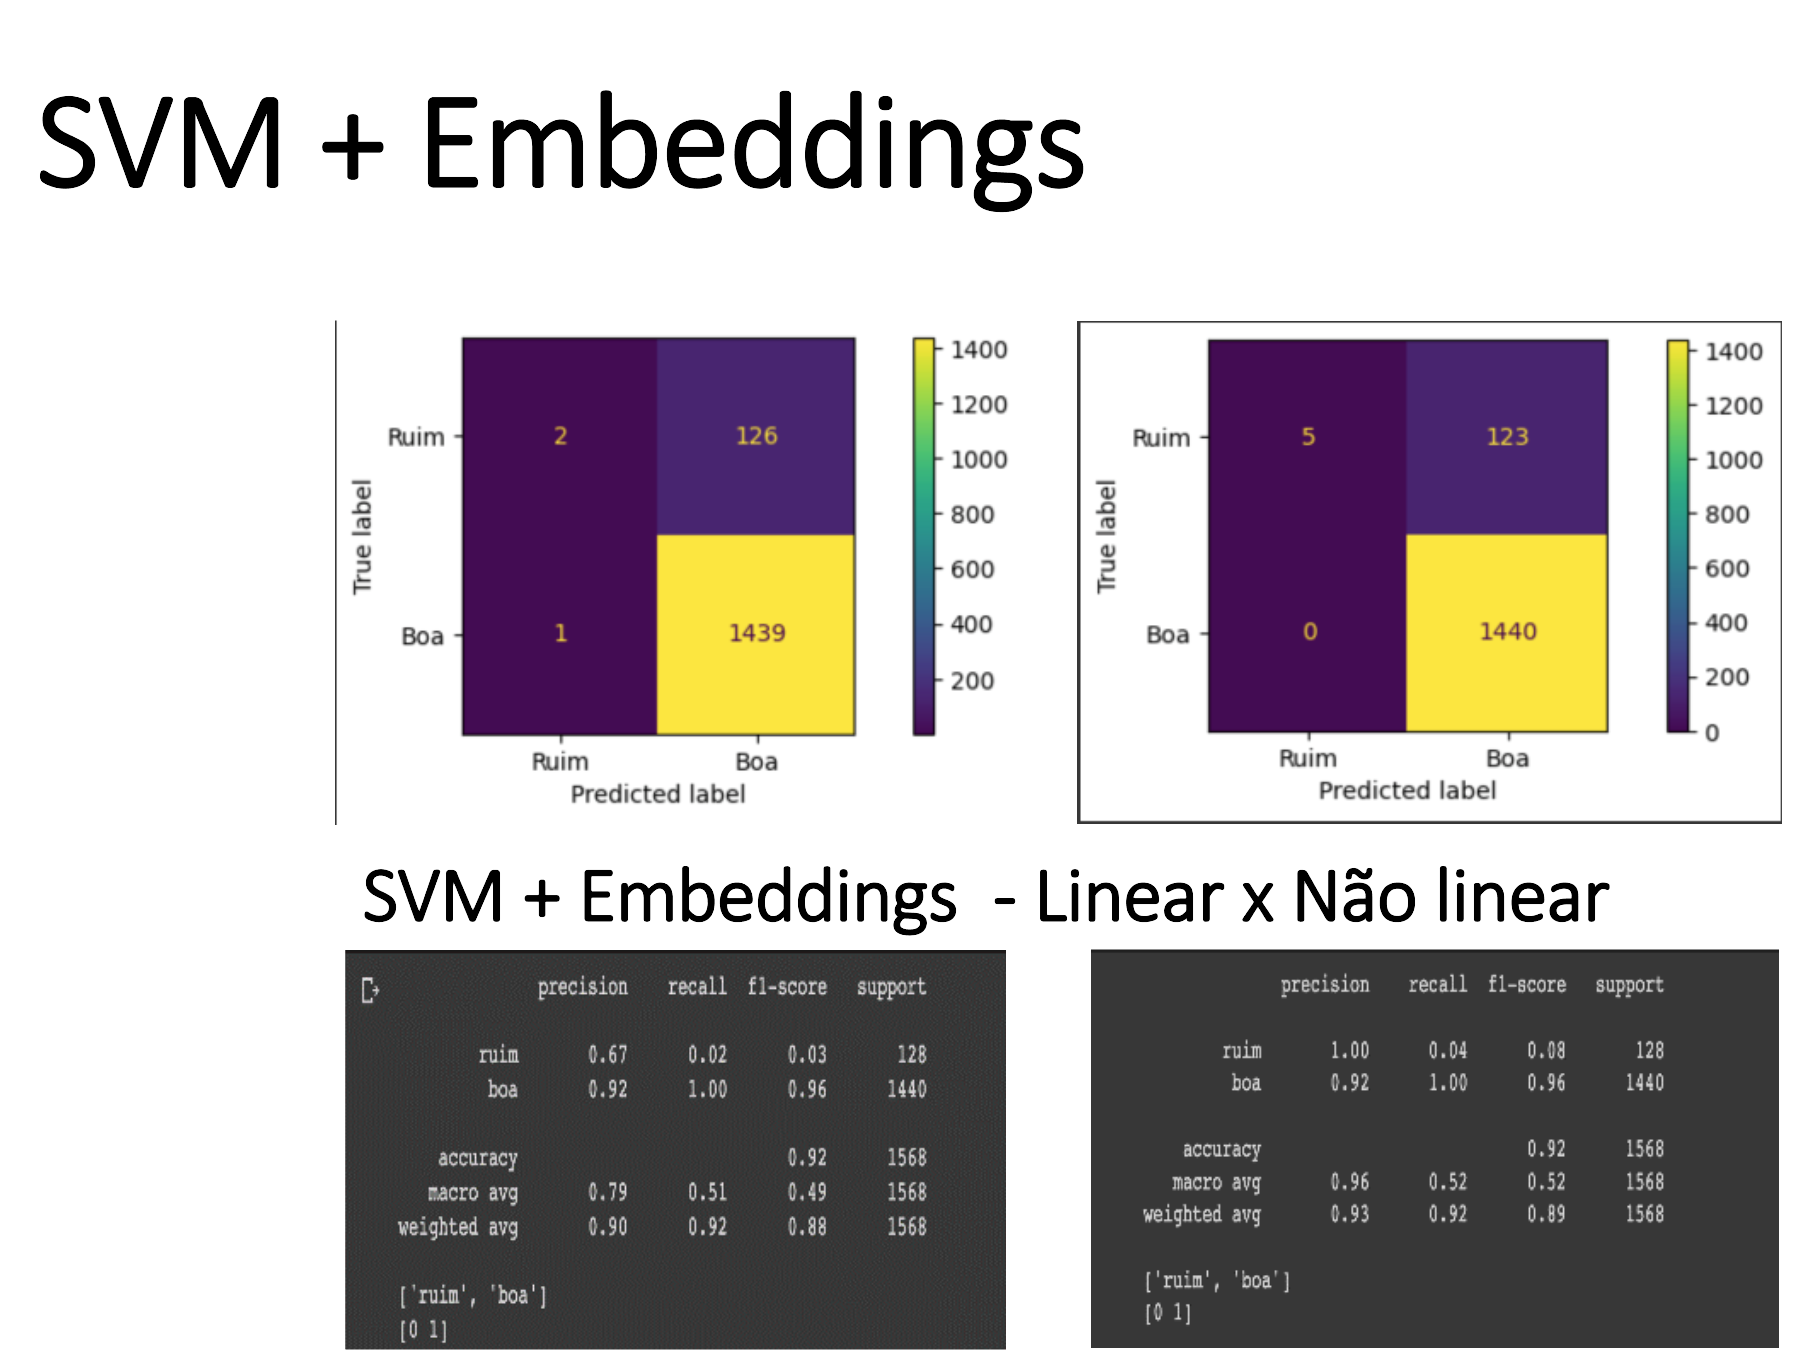 SVM + Embeddings
1400
1200
1000
800
600
400
200
Ruim
Boa
True label
2
126
1
1439
Ruim
Boa
Predicted label
1400
1200
1000
800
600
400
200
0
Ruim
Boa
True label
5
123
0
1440
Ruim
Boa
Predicted label
SVM + Embeddings - Linear x Não linear
precision recall f1-score support
ruim 0.67 0.02 0.03 128
boa 0.92 1.00 0.96 1440
accuracy 0.92 1568
macro avg 0.79 0.51 0.49 1568
weighted avg 0.90 0.92 0.88 1568
['ruim', 'boa']
[0 1]
precision recall f1-score support
ruim 1.00 0.04 0.08 128
boa 0.92 1.00 0.96 1440
accuracy 0.92 1568
macro avg 0.96 0.52 0.52 1568
weighted avg 0.93 0.92 0.89 1568
['ruim', 'boa']
[0 1]